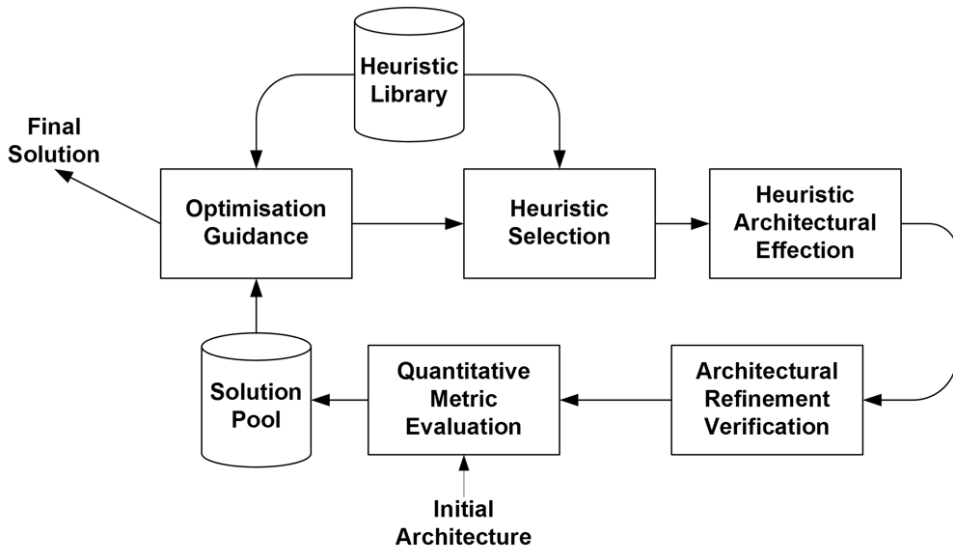 Heuristic
Library
Final
Solution
Optimisation
Guidance
Heuristic
Selection
Heuristic
Architectural
Effection
Solution
Pool
Quantitative
Metric
Evaluation
Architectural
Refinement
Verification
Initial
Architecture